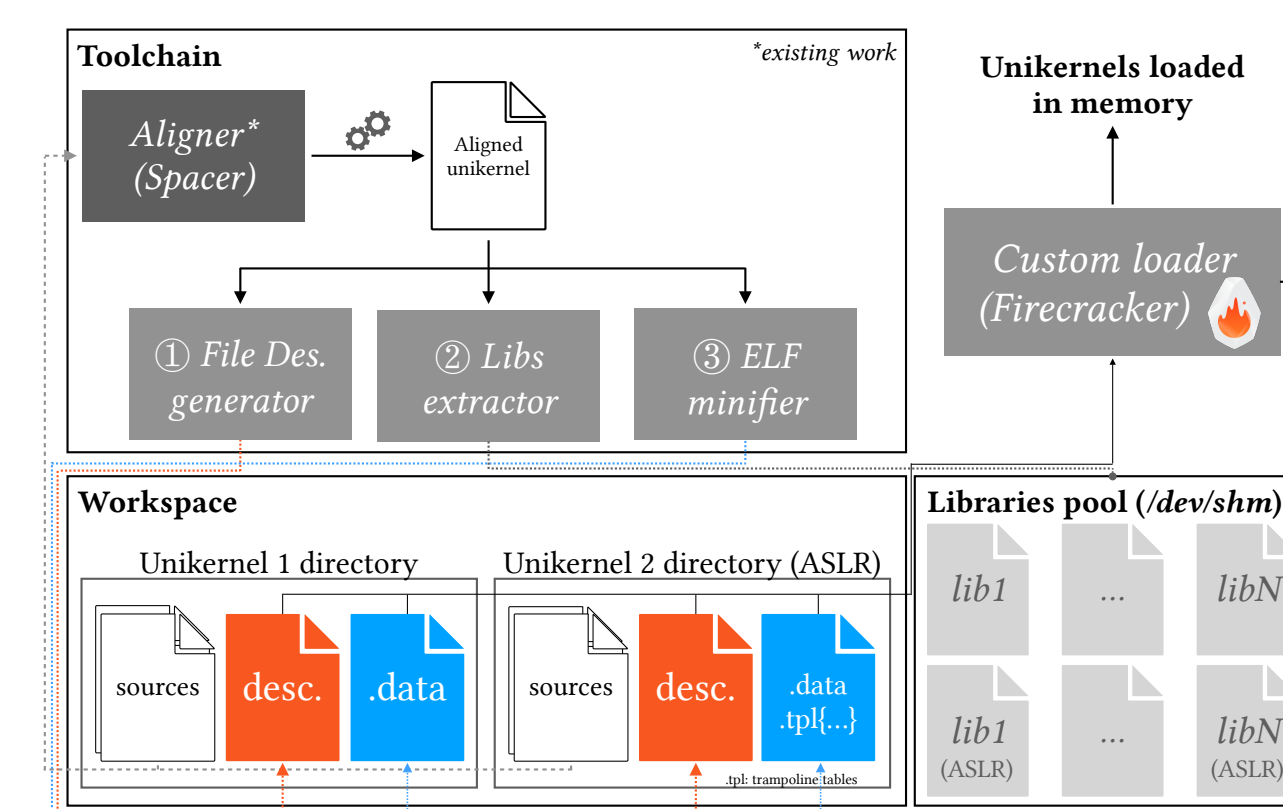 Toolchain
*existing work
Aligner*
(Spacer)
Aligned
unikernel
① File Des.
generator
② Libs
extractor
③ ELF
minifier
Unikernels loaded
in memory
Custom loader
(Firecracker)
Workspace
Unikernel 1 directory
sources
desc.
.data
Unikernel 2 directory (ASLR)
sources
desc.
.data
.tpl{...}
.tpl: trampoline tables
Libraries pool (/dev/shm)
lib1
...
libN
lib1
(ASLR)
...
libN
(ASLR)